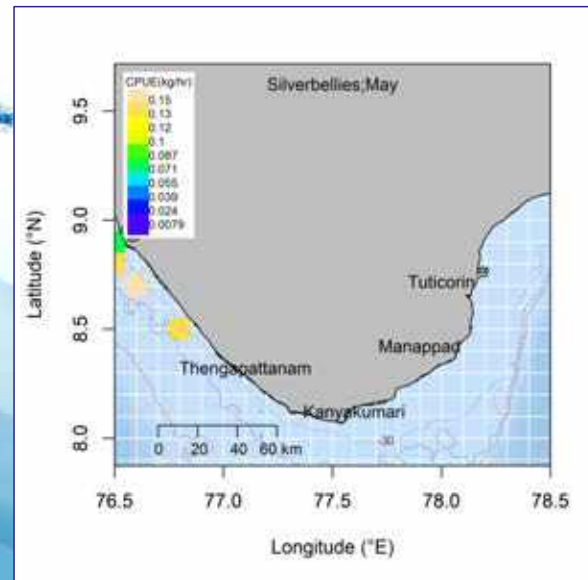 Silverbellies;May
CPUE(kg/hr)
0.15
0.13
0.12
0.1
0.087
0.071
0.055
0.039
0.024
0.0079
9.5
9.0
8.5
8.0
Latitude (°N)
Tuticorin
Manappad
Thengapattanam
Kanyakumari
-30
0 20 40 60 km
76.5 77.0 77.5 78.0 78.5
Longitude (°E)